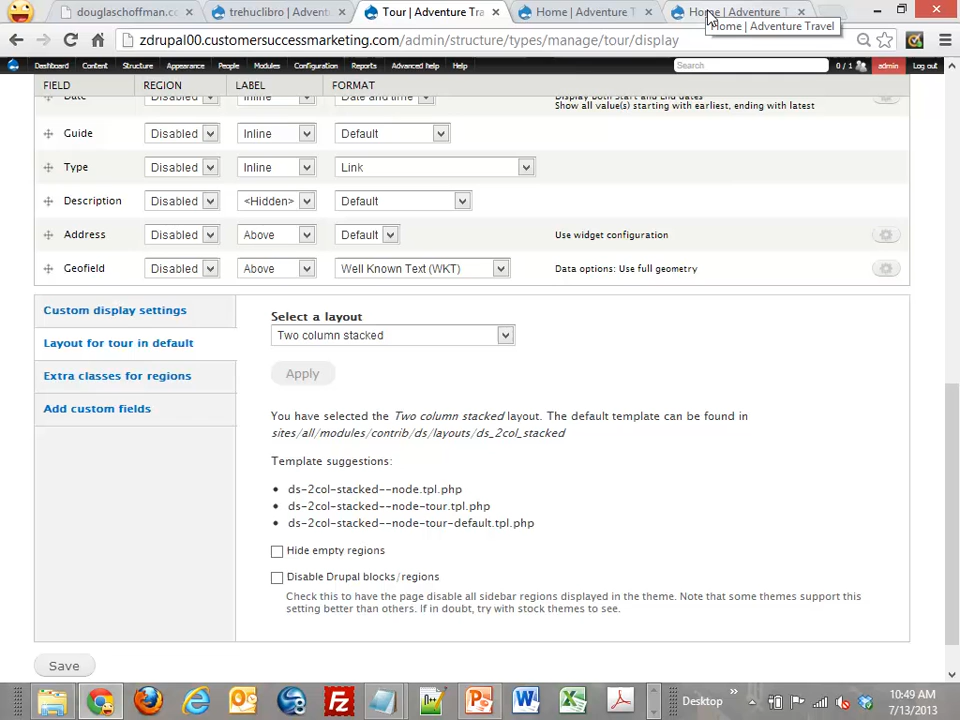 douglaschoffman.co
trehuclibro | Adventu
Tour | Adventure Tra
Home | Adventure T
Home | Adventure T
Home | Adventure Travel
zdrupal00.customersuccessmarketing.com/admin/structure/types/manage/tour/display
Dashboard Content Structure Appearance People Modules Configuration Reports Advanced help Help
Search
0 / 1
admin
Log out
FIELD REGION LABEL FORMAT
Date Disabled Inline Date and time Display both Start and End dates
Show all value(s) starting with earliest, ending with latest
Guide Disabled Inline Default
Type Disabled Inline Link
Description Disabled <Hidden> Default
Address Disabled Above Default Use widget configuration
Geofield Disabled Above Well Known Text (WKT) Data options: Use full geometry
Custom display settings
Layout for tour in default
Extra classes for regions
Add custom fields
Select a layout
Two column stacked
Apply
You have selected the Two column stacked layout. The default template can be found in
sites/all/modules/contrib/ds/layouts/ds_2col_stacked
Template suggestions:
ds-2col-stacked--node.tpl.php
ds-2col-stacked--node-tour.tpl.php
ds-2col-stacked--node-tour-default.tpl.php
Hide empty regions
Disable Drupal blocks/regions
Check this to have the page disable all sidebar regions displayed in the theme. Note that some themes support this
setting better than others. If in doubt, try with stock themes to see.
Save
Desktop
10:49 AM
7/13/2013